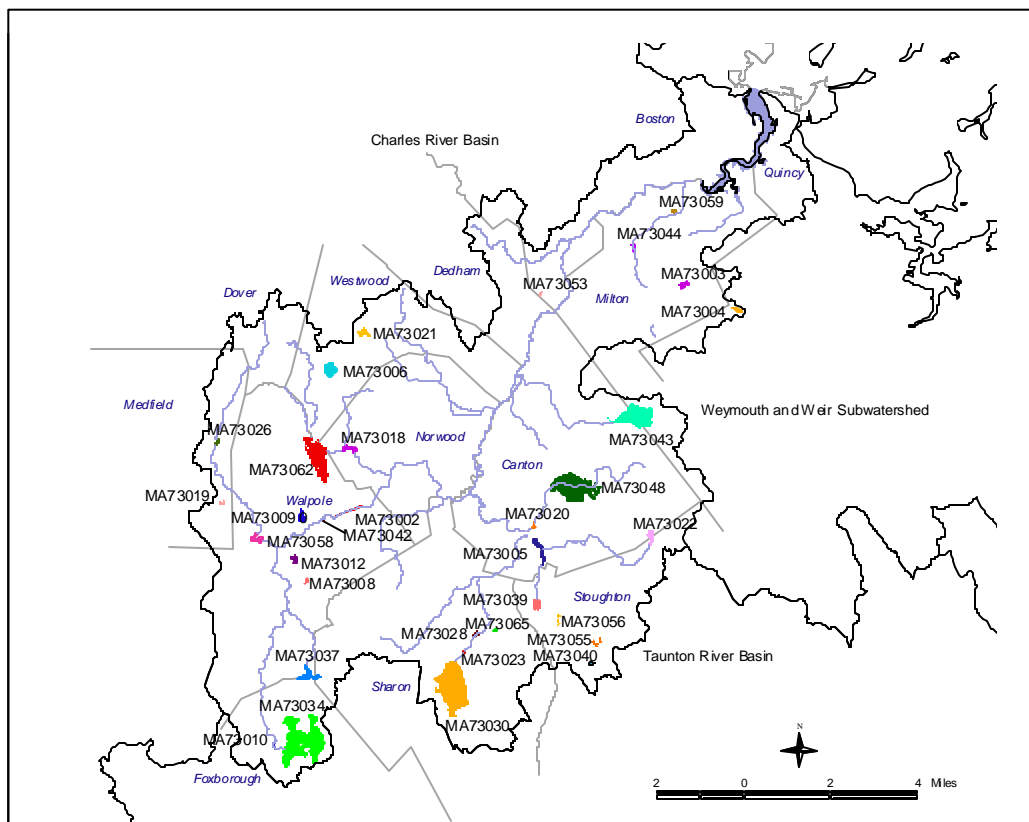 Boston
Charles River Basin
Quincy
MA73059
MA73044
Dedham
MA73003
Westwood
MA73053
Milton
Dover
MA73004
MA73021
MA73006
Medfield
Weymouth and Weir Subwatershed
MA73026
MA73018
Norwood
MA73043
MA73062
Canton
MA73048
MA73019
Walpole
MA73009
MA73002
MA73020
MA73022
MA73042
MA73058
MA73005
MA73012
MA73008
MA73039
Stoughton
MA73056
MA73065
MA73028
MA73055
MA73037
MA73023
MA73040
Taunton River Basin
Sharon
MA73034
MA73030
MA73010
Foxborough
N
2 0 2 4 Miles